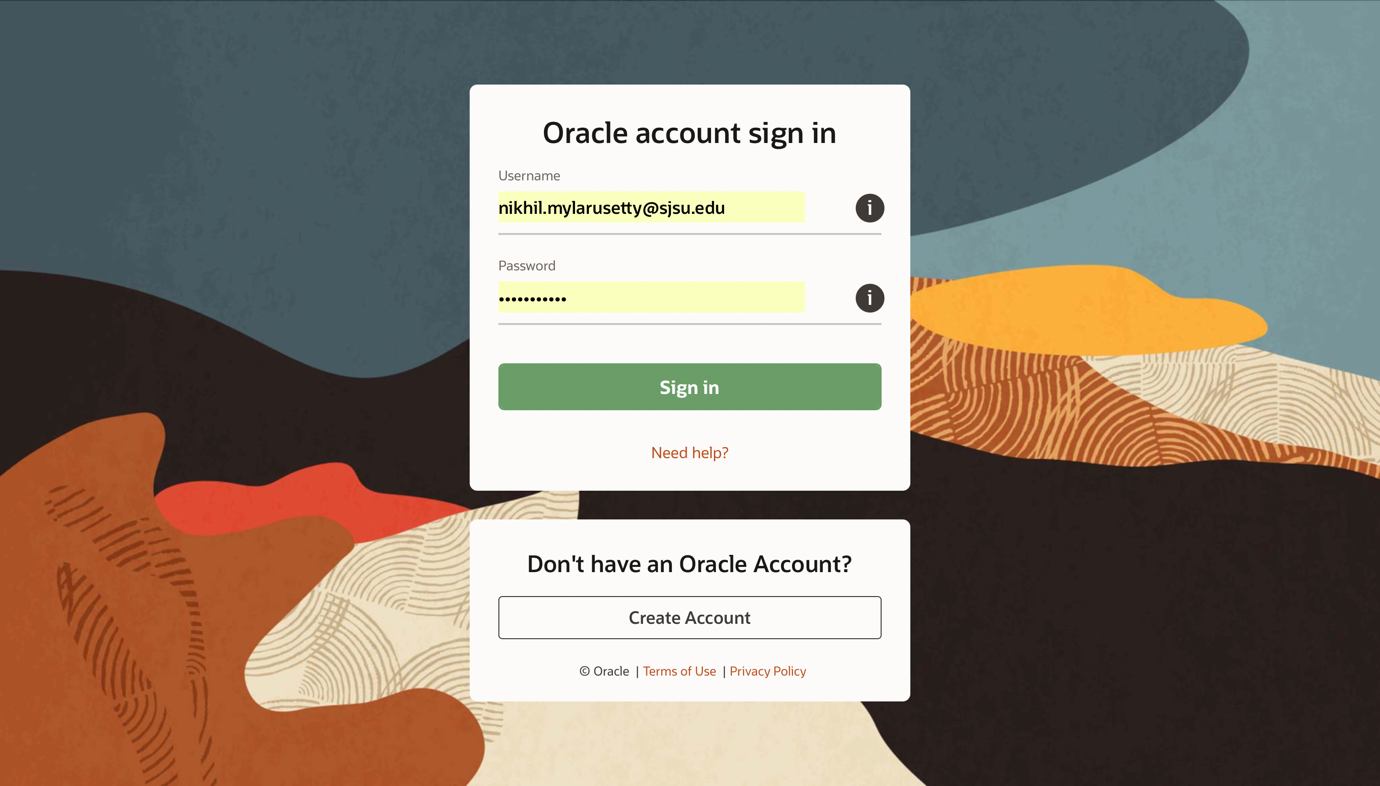 Oracle account sign in
Username
nikhil.mylarusetty@sjsu.edu
i
Password
•••••••••••
i
Sign in
Need help?
Don't have an Oracle Account?
Create Account
© Oracle | Terms of Use | Privacy Policy